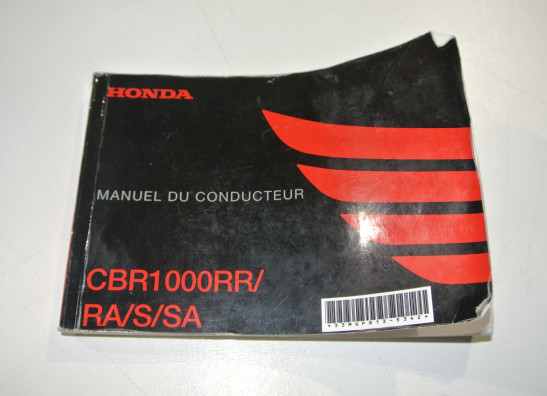 HONDA
MANUEL DU CONDUCTEUR
CBR1000RR/
RA/S/SA